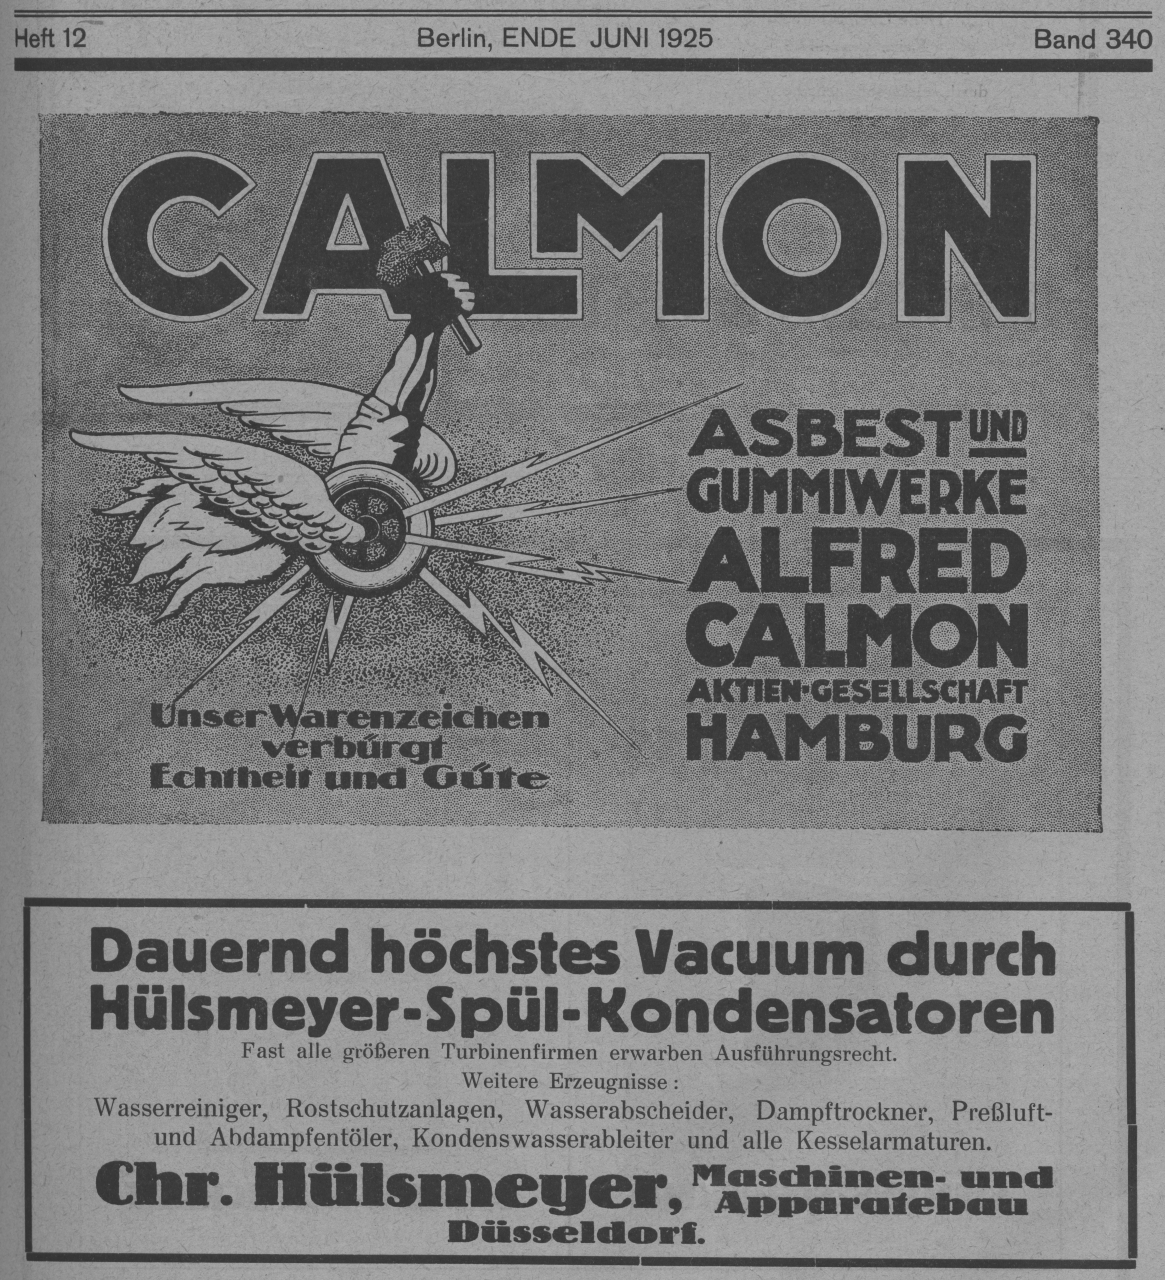 Heft 12 Berlin, ENDE JUNI 1925 Band 340
CALMON
ASBEST UND
GUMMIWERKE
ALFRED
CALMON
AKTIEN-GESELLSCHAFT
HAMBURG
Unser Warenzeichen
verbürgt
Echtheit und Güte
Dauernd höchstes Vacuum durch
Hülsmeyer-Spül-Kondensatoren
Fast alle größeren Turbinenfirmen erwarben Ausführungsrecht.
Weitere Erzeugnisse:
Wasserreiniger, Rostschutzanlagen, Wasserabscheider, Dampftrockner, Preßluft-
und Abdampfentöler, Kondenswasserableiter und alle Kesselarmaturen.
Chr. Hülsmeyer, Maschinen- und
Apparatebau
Düsseldorf.